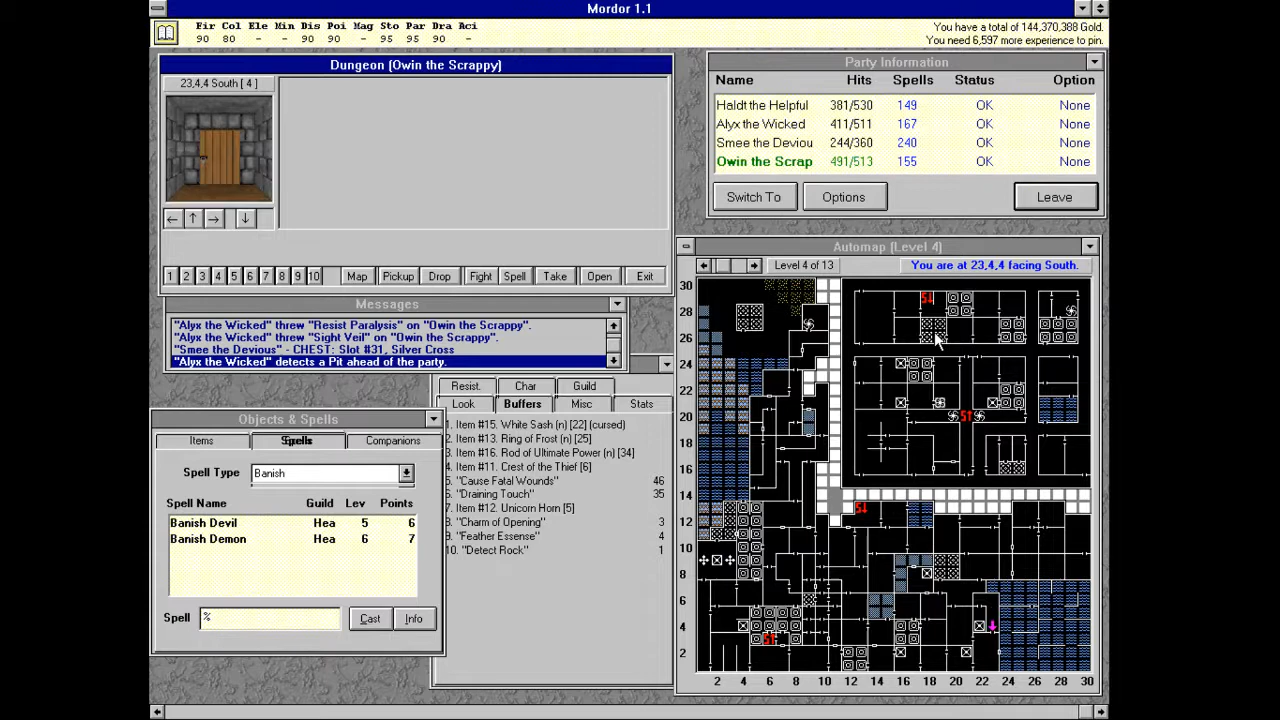 Mordor 1.1
Fir Col Ele Min Dis Poi Mag Sto Par Dra Aci
90 80 - - 90 90 - 95 95 90 -
You have a total of 144,370,388 Gold.
You need 6,597 more experience to pin.
Dungeon (Owin the Scrappy)
23,4,4 South [ 4 ]
1 2 3 4 5 6 7 8 9 10 Map Pickup Drop Fight Spell Take Open Exit
Party Information
Name Hits Spells Status Option
Haldt the Helpful 381/530 149 OK None
Alyx the Wicked 411/511 167 OK None
Smee the Deviou 244/360 240 OK None
Owin the Scrap 491/513 155 OK None
Switch To Options Leave
Messages
"Alyx the Wicked" threw "Resist Paralysis" on "Owin the Scrappy".
"Alyx the Wicked" threw "Sight Veil" on "Owin the Scrappy".
"Smee the Devious" - CHEST: Slot #31, Silver Cross
"Alyx the Wicked" detects a Pit ahead of the party.
Resist. Char Guild
Look Buffers Misc Stats
1. Item #15. White Sash (n) [22] (cursed)
2. Item #13. Ring of Frost (n) [25]
3. Item #16. Rod of Ultimate Power (n) [34]
4. Item #11. Crest of the Thief [6]
5. "Cause Fatal Wounds" 46
6. "Draining Touch" 35
7. Item #12. Unicorn Horn [5]
8. "Charm of Opening" 3
9. "Feather Essense" 4
10. "Detect Rock" 1
Objects & Spells
Items Spells Companions
Spell Type Banish
Spell Name Guild Lev Points
Banish Devil Hea 5 6
Banish Demon Hea 6 7
Spell % Cast Info
Automap (Level 4)
Level 4 of 13 You are at 23,4,4 facing South.
30
28
26
24
22
20
18
16
14
12
10
8
6
4
2
2 4 6 8 10 12 14 16 18 20 22 24 26 28 30